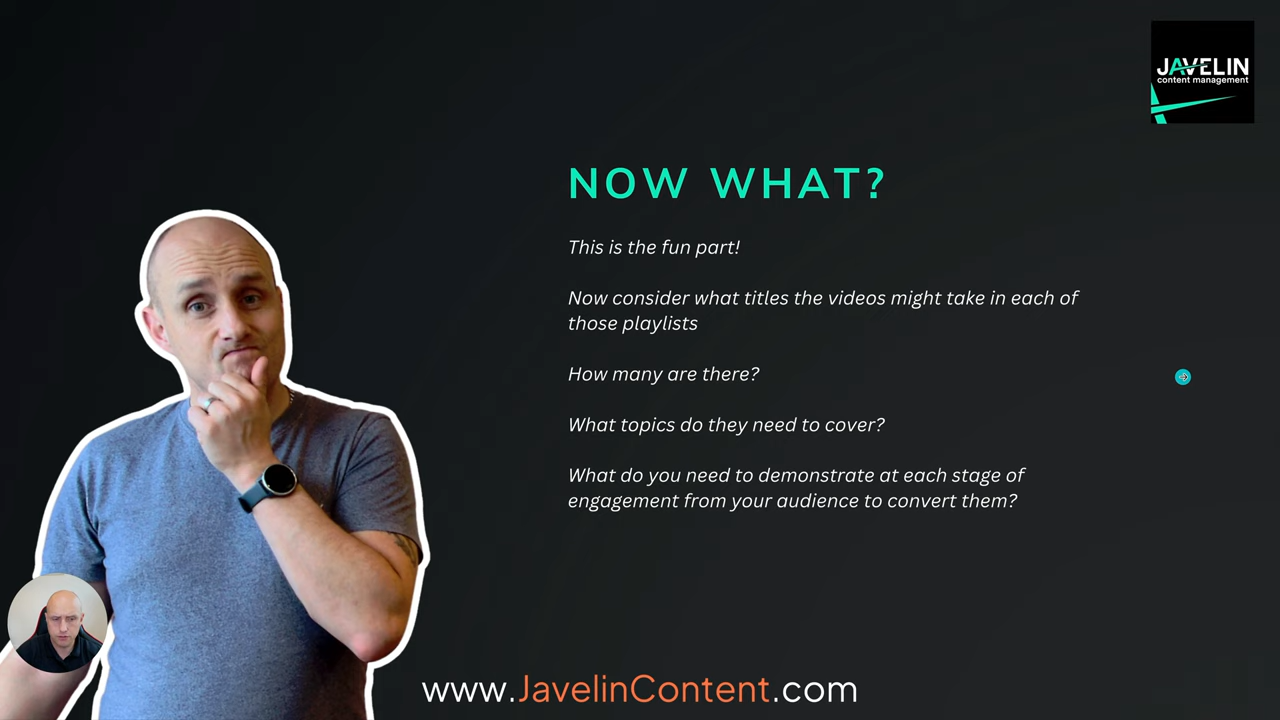 JAVELIN
content management
NOW WHAT?
This is the fun part!
Now consider what titles the videos might take in each of
those playlists
How many are there?
What topics do they need to cover?
What do you need to demonstrate at each stage of
engagement from your audience to convert them?
www.JavelinContent.com